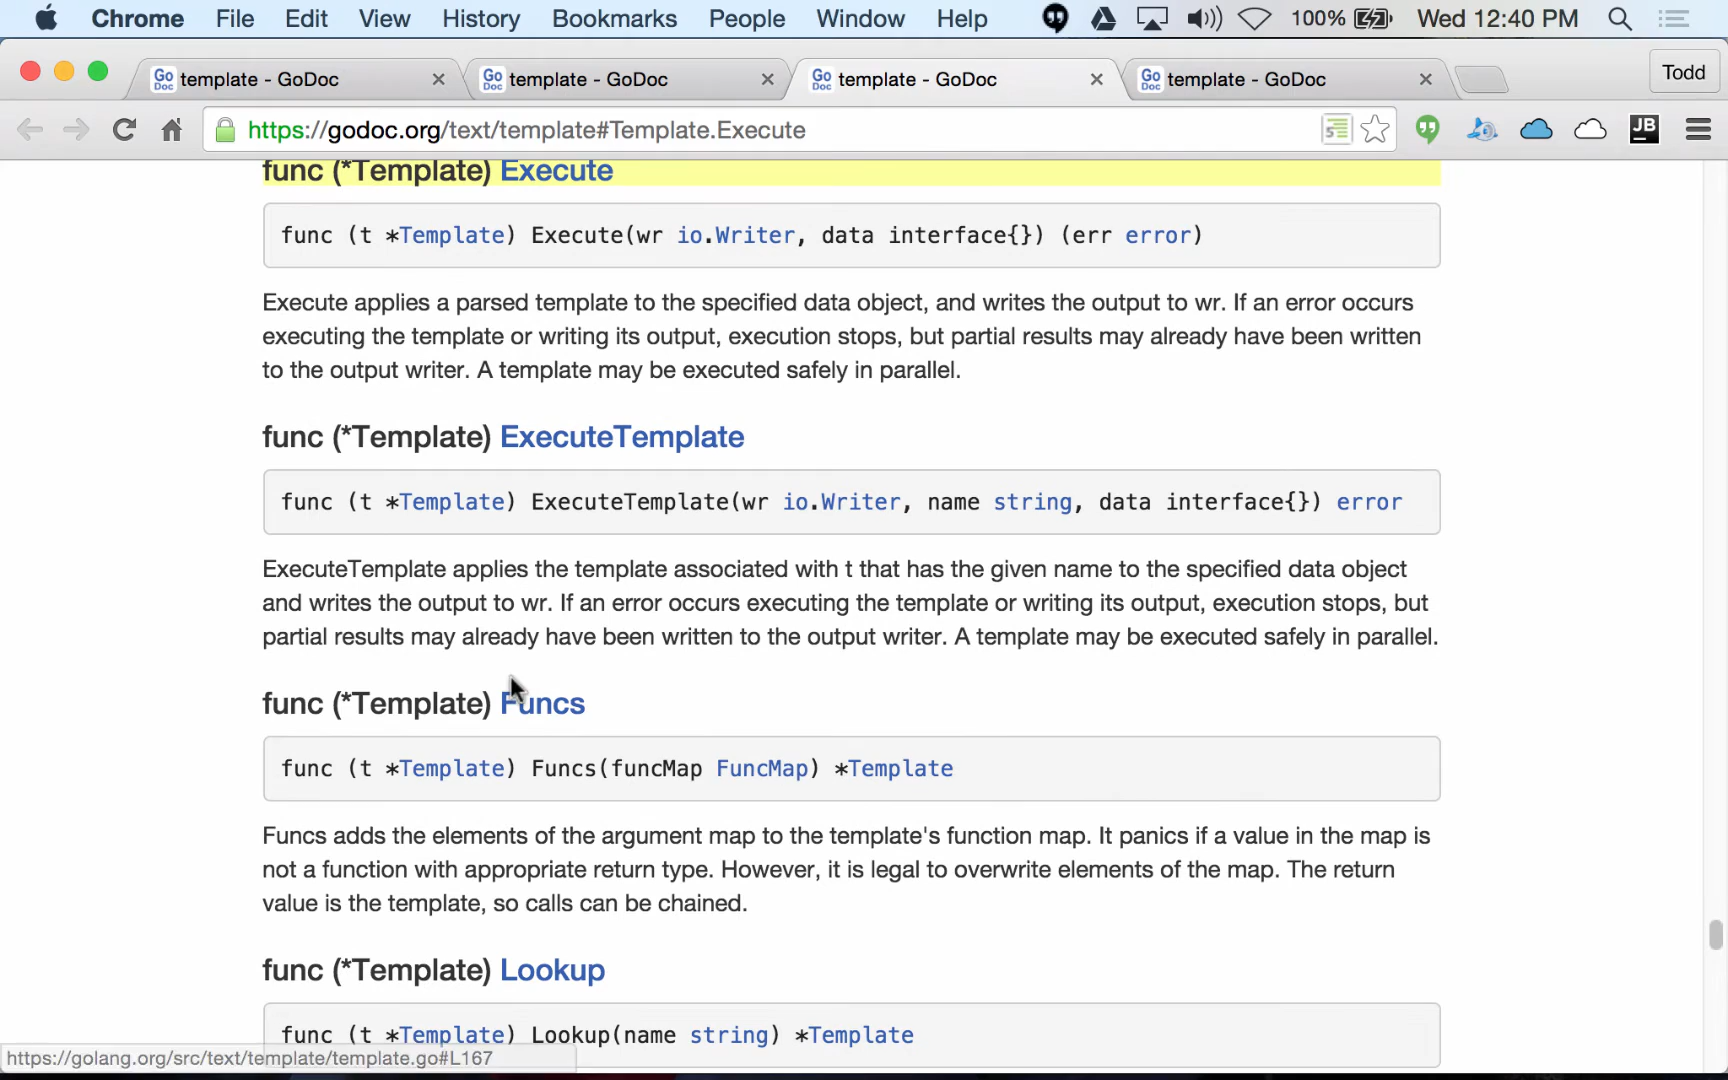 Chrome File Edit View History Bookmarks People Window Help 100% Wed 12:40 PM
Go Doc template - GoDoc Go Doc template - GoDoc Go Doc template - GoDoc Go Doc template - GoDoc Todd
https://godoc.org/text/template#Template.Execute JB
func (*Template) Execute
func (t *Template) Execute(wr io.Writer, data interface{}) (err error)
Execute applies a parsed template to the specified data object, and writes the output to wr. If an error occurs
executing the template or writing its output, execution stops, but partial results may already have been written
to the output writer. A template may be executed safely in parallel.
func (*Template) ExecuteTemplate
func (t *Template) ExecuteTemplate(wr io.Writer, name string, data interface{}) error
ExecuteTemplate applies the template associated with t that has the given name to the specified data object
and writes the output to wr. If an error occurs executing the template or writing its output, execution stops, but
partial results may already have been written to the output writer. A template may be executed safely in parallel.
func (*Template) Funcs
func (t *Template) Funcs(funcMap FuncMap) *Template
Funcs adds the elements of the argument map to the template's function map. It panics if a value in the map is
not a function with appropriate return type. However, it is legal to overwrite elements of the map. The return
value is the template, so calls can be chained.
func (*Template) Lookup
func (t *Template) Lookup(name string) *Template
https://golang.org/src/text/template/template.go#L167